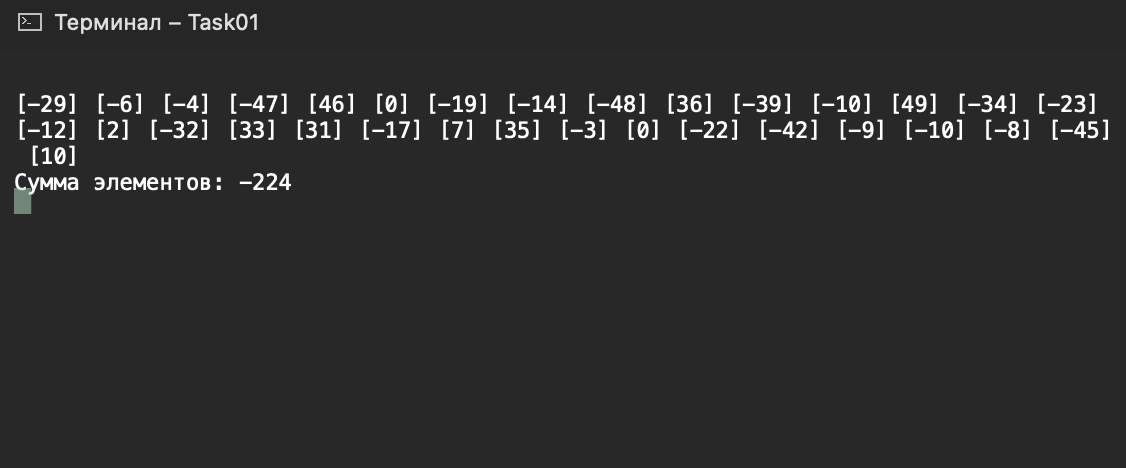 Терминал – Task01
[-29] [-6] [-4] [-47] [46] [0] [-19] [-14] [-48] [36] [-39] [-10] [49] [-34] [-23]
[-12] [2] [-32] [33] [31] [-17] [7] [35] [-3] [0] [-22] [-42] [-9] [-10] [-8] [-45]
[10]
Сумма элементов: -224